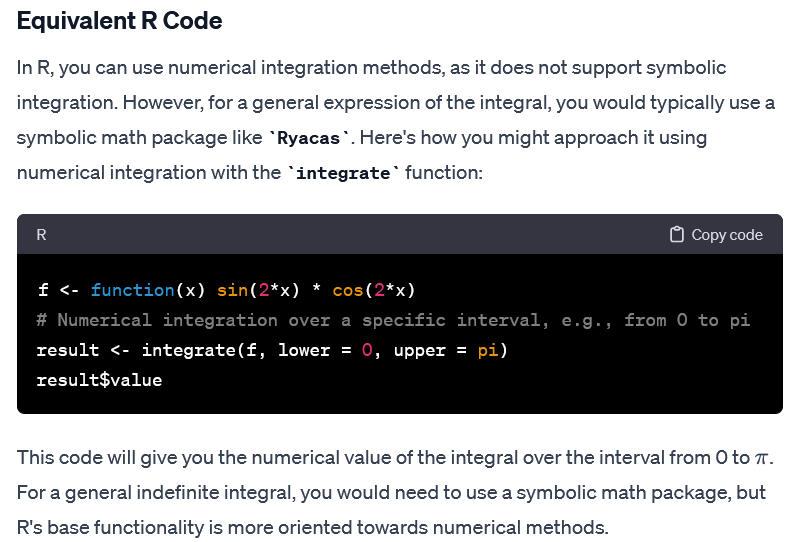 Equivalent R Code
In R, you can use numerical integration methods, as it does not support symbolic
integration. However, for a general expression of the integral, you would typically use a
symbolic math package like `Ryacas`. Here's how you might approach it using
numerical integration with the `integrate` function:
R
Copy code
f <- function(x) sin(2*x) * cos(2*x)
# Numerical integration over a specific interval, e.g., from 0 to pi
result <- integrate(f, lower = 0, upper = pi)
result$value
This code will give you the numerical value of the integral over the interval from 0 to π.
For a general indefinite integral, you would need to use a symbolic math package, but
R's base functionality is more oriented towards numerical methods.